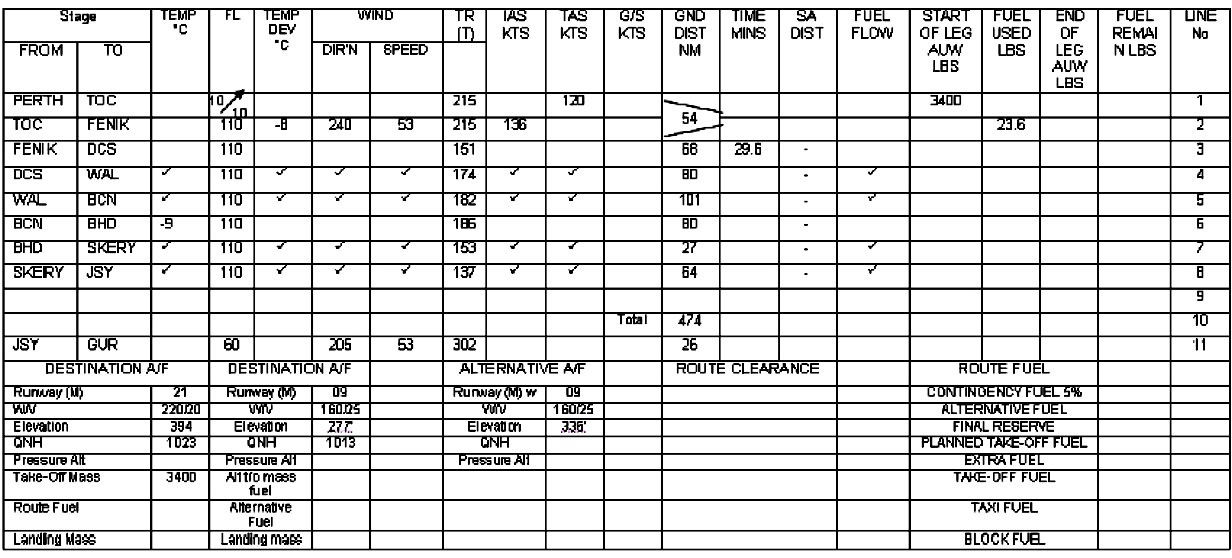 Stage TEMP °C FL TEMP DEV °C WIND TR (T) IAS KTS TAS KTS G/S KTS GND DIST NM TIME MINS SA DIST FUEL FLOW START OF LEG AUW LBS FUEL USED LBS END OF LEG AUW LBS FUEL REMAI N LBS LINE No
FROM TO DIR'N SPEED
PERTH TOC 10 10 215 120 3400 1
54
TOC FENIK 110 -8 240 53 215 136 23.6 2
FENIK DCS 110 151 68 29.6 - 3
DCS WAL ✓ 110 ✓ ✓ ✓ 174 ✓ ✓ 80 - ✓ 4
WAL BCN ✓ 110 ✓ ✓ ✓ 182 ✓ ✓ 101 - ✓ 5
BCN BHD -9 110 186 80 - 6
BHD SKERY ✓ 110 ✓ ✓ ✓ 153 ✓ ✓ 27 - ✓ 7
SKERY JSY ✓ 110 ✓ ✓ ✓ 137 ✓ ✓ 64 - ✓ 8
9
Total 474 10
JSY GUR 60 205 53 302 26 11
DESTINATION A/F DESTINATION A/F ALTERNATIVE A/F ROUTE CLEARANCE ROUTE FUEL
Runway (M) 21 Runway (M) 09 Runway (M) w 09 CONTINGENCY FUEL 5%
W/V 220/20 W/V 160/25 W/V 160/25 ALTERNATIVE FUEL
Elevation 394 Elevation 277' Elevation 336' FINAL RESERVE
QNH 1023 QNH 1013 QNH PLANNED TAKE-OFF FUEL
Pressure Alt Pressure Alt Pressure Alt EXTRA FUEL
Take-Off Mass 3400 Alt t/o mass fuel TAKE-OFF FUEL
Route Fuel Alternative Fuel TAXI FUEL
Landing Mass Landing mass BLOCK FUEL